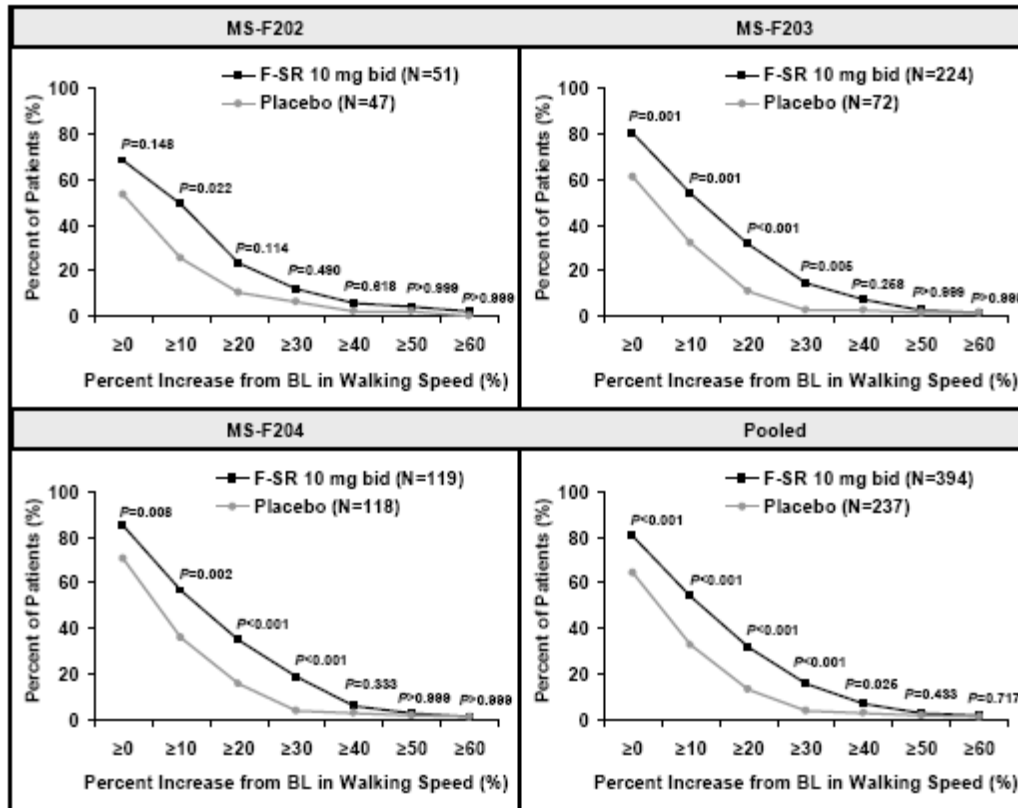 MS-F202
F-SR 10 mg bid (N=51)
Placebo (N=47)
Percent of Patients (%)
100
80
60
40
20
0
P=0.148
P=0.022
P=0.114
P=0.490
P=0.618
P>0.999
P>0.999
≥0 ≥10 ≥20 ≥30 ≥40 ≥50 ≥60
Percent Increase from BL in Walking Speed (%)
MS-F203
F-SR 10 mg bid (N=224)
Placebo (N=72)
Percent of Patients (%)
100
80
60
40
20
0
P=0.001
P=0.001
P<0.001
P=0.005
P=0.268
P>0.999
P>0.999
≥0 ≥10 ≥20 ≥30 ≥40 ≥50 ≥60
Percent Increase from BL in Walking Speed (%)
MS-F204
F-SR 10 mg bid (N=119)
Placebo (N=118)
Percent of Patients (%)
100
80
60
40
20
0
P=0.008
P=0.002
P<0.001
P<0.001
P=0.333
P>0.999
P>0.999
≥0 ≥10 ≥20 ≥30 ≥40 ≥50 ≥60
Percent Increase from BL in Walking Speed (%)
Pooled
F-SR 10 mg bid (N=394)
Placebo (N=237)
Percent of Patients (%)
100
80
60
40
20
0
P<0.001
P<0.001
P<0.001
P<0.001
P=0.026
P=0.433
P=0.717
≥0 ≥10 ≥20 ≥30 ≥40 ≥50 ≥60
Percent Increase from BL in Walking Speed (%)